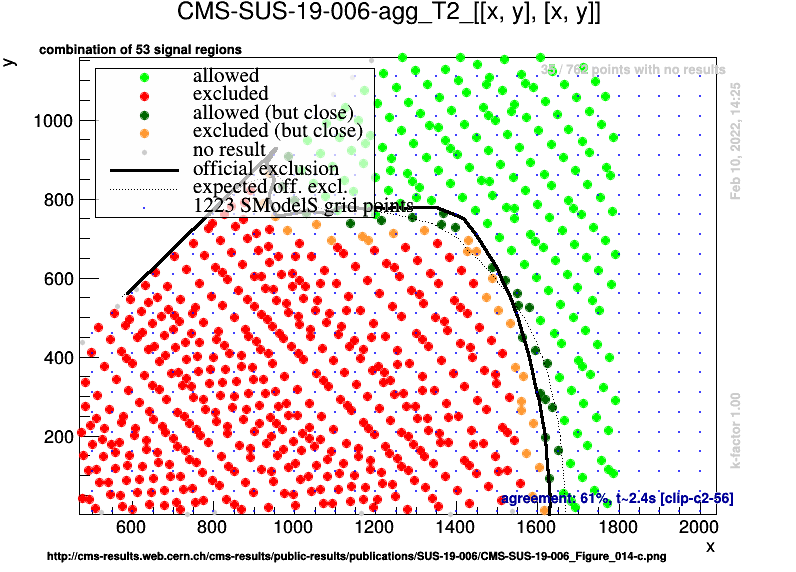 CMS-SUS-19-006-agg_T2_[[x, y], [x, y]]
y
combination of 53 signal regions
points with no results
allowed
excluded
allowed (but close)
excluded (but close)
no result
official exclusion
expected off. excl.
1223 SModelS grid points
1000
800
600
400
200
600 800 1000 1200 1400 1600 1800 2000
x
agreement: 61%, t~2.4s [clip-c2-56]
Feb 10, 2022, 14:25
k-factor 1.00
http://cms-results.web.cern.ch/cms-results/public-results/publications/SUS-19-006/CMS-SUS-19-006_Figure_014-c.png